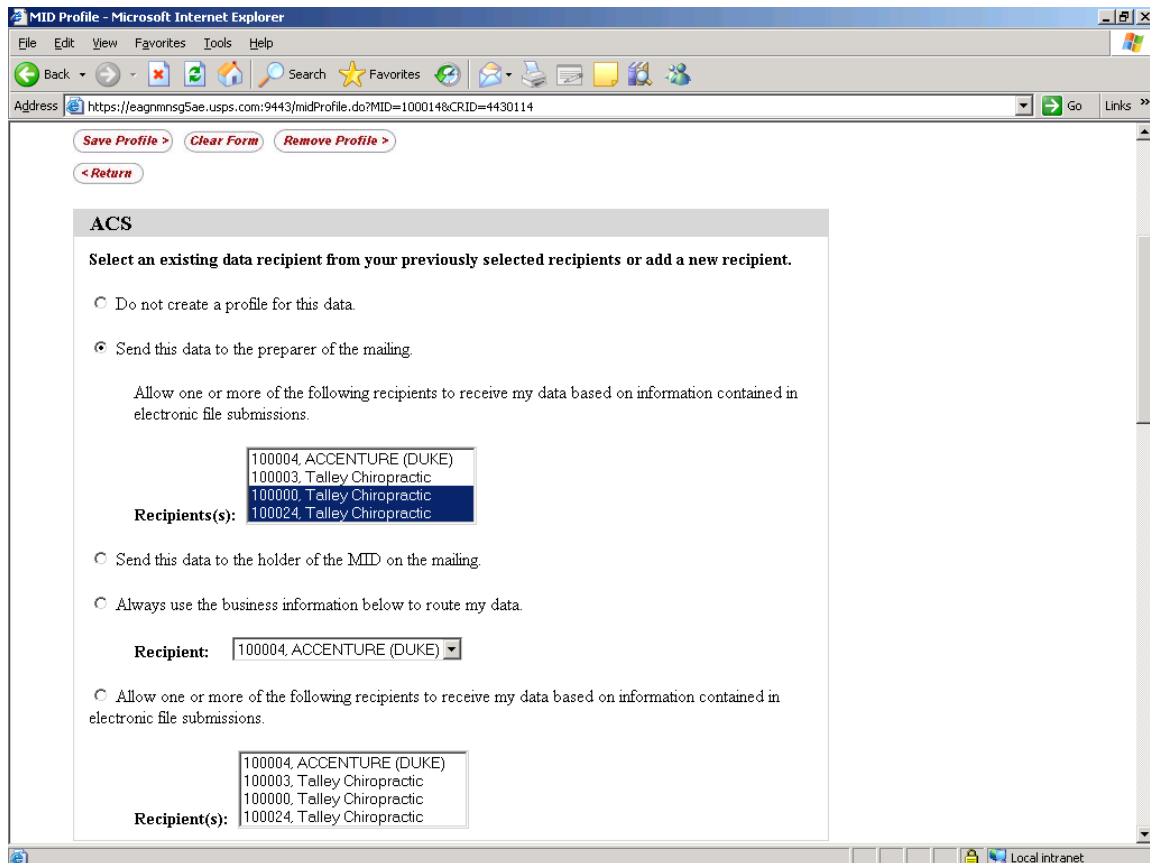 MID Profile - Microsoft Internet Explorer
File Edit View Favorites Tools Help
Back Search Favorites
Address https://eagnmnsg5ae.usps.com:9443/midProfile.do?MID=100014&CRID=4430114 Go Links »
Save Profile > Clear Form Remove Profile >
< Return
ACS
Select an existing data recipient from your previously selected recipients or add a new recipient.
Do not create a profile for this data.
Send this data to the preparer of the mailing.
Allow one or more of the following recipients to receive my data based on information contained in
electronic file submissions.
100004, ACCENTURE (DUKE)
100003, Talley Chiropractic
100000, Talley Chiropractic
100024, Talley Chiropractic
Recipients(s):
Send this data to the holder of the MID on the mailing.
Always use the business information below to route my data.
Recipient: 100004, ACCENTURE (DUKE)
Allow one or more of the following recipients to receive my data based on information contained in
electronic file submissions.
100004, ACCENTURE (DUKE)
100003, Talley Chiropractic
100000, Talley Chiropractic
100024, Talley Chiropractic
Recipient(s):
Local intranet